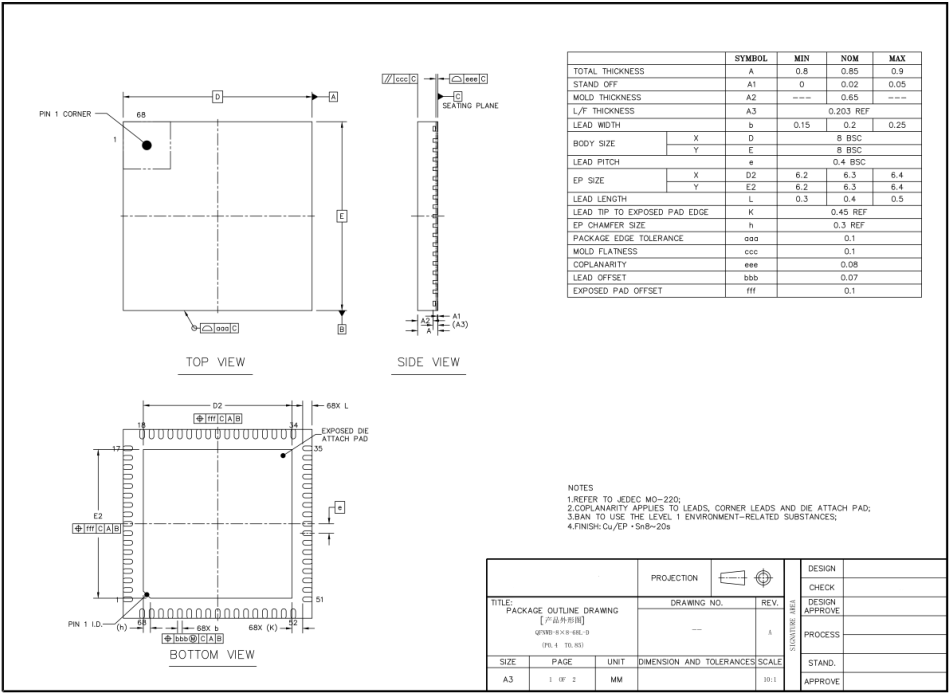 SYMBOL MIN NOM MAX
TOTAL THICKNESS A 0.8 0.85 0.9
STAND OFF A1 0 0.02 0.05
MOLD THICKNESS A2 --- 0.65 ---
L/F THICKNESS A3 0.203 REF
LEAD WIDTH b 0.15 0.2 0.25
BODY SIZE X D 8 BSC
Y E 8 BSC
LEAD PITCH e 0.4 BSC
EP SIZE X D2 6.2 6.3 6.4
Y E2 6.2 6.3 6.4
LEAD LENGTH L 0.3 0.4 0.5
LEAD TIP TO EXPOSED PAD EDGE K 0.45 REF
EP CHAMFER SIZE h 0.3 REF
PACKAGE EDGE TOLERANCE aaa 0.1
MOLD FLATNESS ccc 0.1
COPLANARITY eee 0.08
LEAD OFFSET bbb 0.07
EXPOSED PAD OFFSET fff 0.1
D A
PIN 1 CORNER 68
1
E
B
aaa C
TOP VIEW
// ccc C
eee C
C
SEATING PLANE
A1
A2 (A3)
A
SIDE VIEW
D2 68X L
fff C A B
18 34
EXPOSED DIE
ATTACH PAD
17 35
E2
fff C A B
e
1 51
PIN 1 I.D.
(h) 68 68X b 68X (K) 52
bbb M C A B
BOTTOM VIEW
NOTES
1.REFER TO JEDEC MO-220;
2.COPLANARITY APPLIES TO LEADS, CORNER LEADS AND DIE ATTACH PAD;
3.BAN TO USE THE LEVEL 1 ENVIRONMENT-RELATED SUBSTANCES;
4.FINISH: Cu/EP·Sn8~20s
PROJECTION
TITLE:
PACKAGE OUTLINE DRAWING
[产品外形图]
QFNWB-8×8-68L-D
(P0.4 T0.85)
DRAWING NO. REV.
-- A
SIZE PAGE UNIT DIMENSION AND TOLERANCES SCALE
A3 1 OF 2 MM 10:1
SIGNATURE AREA
DESIGN
CHECK
DESIGN
APPROVE
PROCESS
STAND.
APPROVE